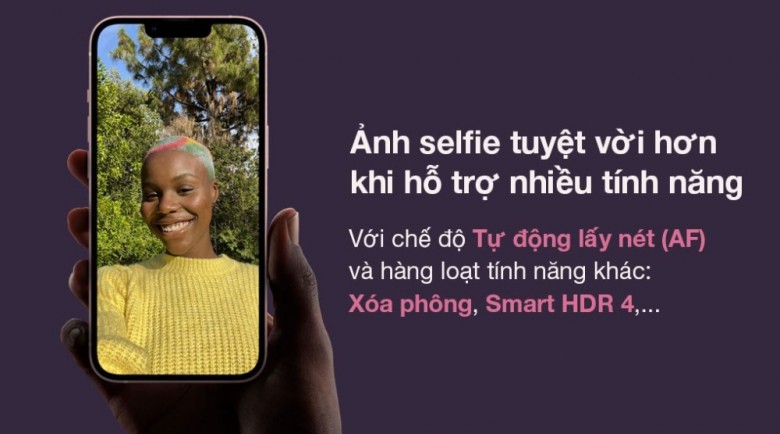 Ảnh selfie tuyệt vời hơn
khi hỗ trợ nhiều tính năng
Với chế độ Tự động lấy nét (AF)
và hàng loạt tính năng khác:
Xóa phông, Smart HDR 4,...